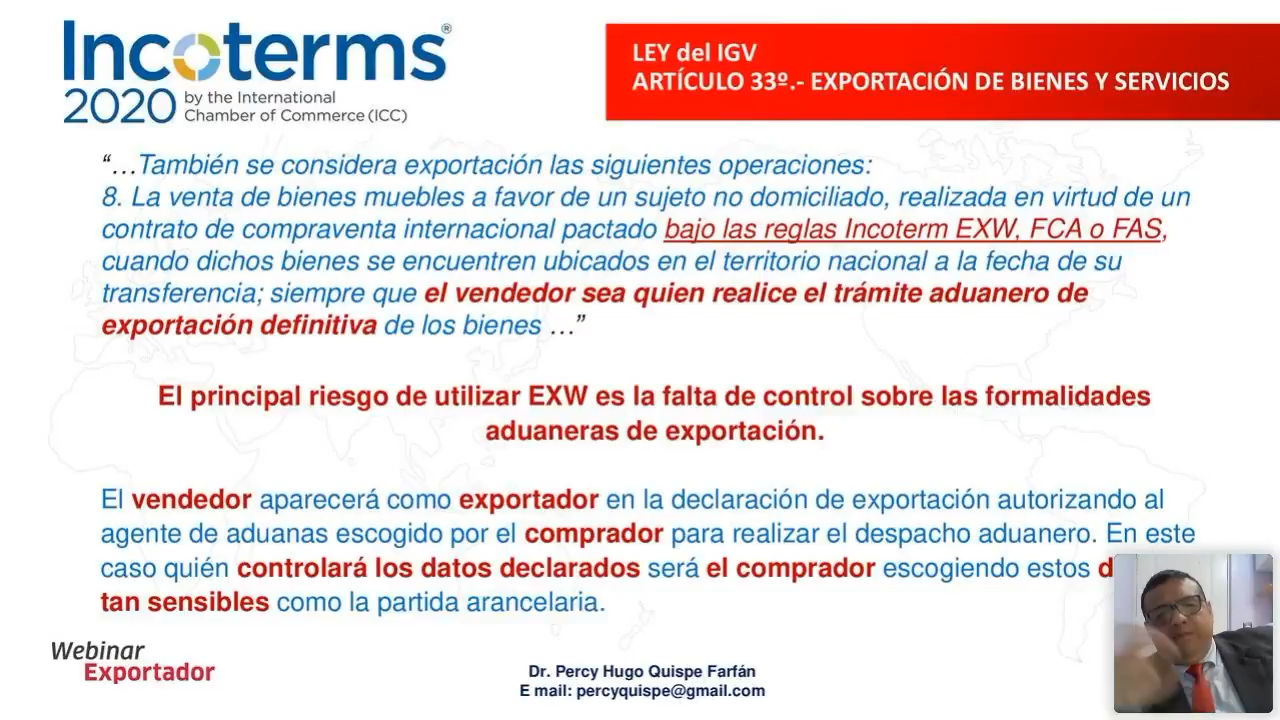 Incoterms®
2020 by the International
Chamber of Commerce (ICC)
LEY del IGV
ARTÍCULO 33º.- EXPORTACIÓN DE BIENES Y SERVICIOS
“…También se considera exportación las siguientes operaciones:
8. La venta de bienes muebles a favor de un sujeto no domiciliado, realizada en virtud de un
contrato de compraventa internacional pactado bajo las reglas Incoterm EXW, FCA o FAS,
cuando dichos bienes se encuentren ubicados en el territorio nacional a la fecha de su
transferencia; siempre que el vendedor sea quien realice el trámite aduanero de
exportación definitiva de los bienes …”
El principal riesgo de utilizar EXW es la falta de control sobre las formalidades
aduaneras de exportación.
El vendedor aparecerá como exportador en la declaración de exportación autorizando al
agente de aduanas escogido por el comprador para realizar el despacho aduanero. En este
caso quién controlará los datos declarados será el comprador escogiendo estos
tan sensibles como la partida arancelaria.
Webinar
Exportador
Dr. Percy Hugo Quispe Farfán
E mail: percyquispe@gmail.com